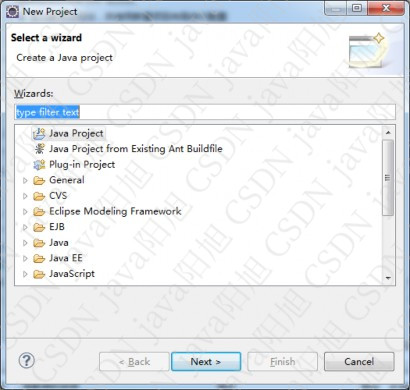 New Project
Select a wizard
Create a Java project
Wizards:
type filter text
Java Project
Java Project from Existing Ant Buildfile
Plug-in Project
General
CVS
Eclipse Modeling Framework
EJB
Java
Java EE
JavaScript
?
< Back
Next >
Finish
Cancel
CSDN java阳旭